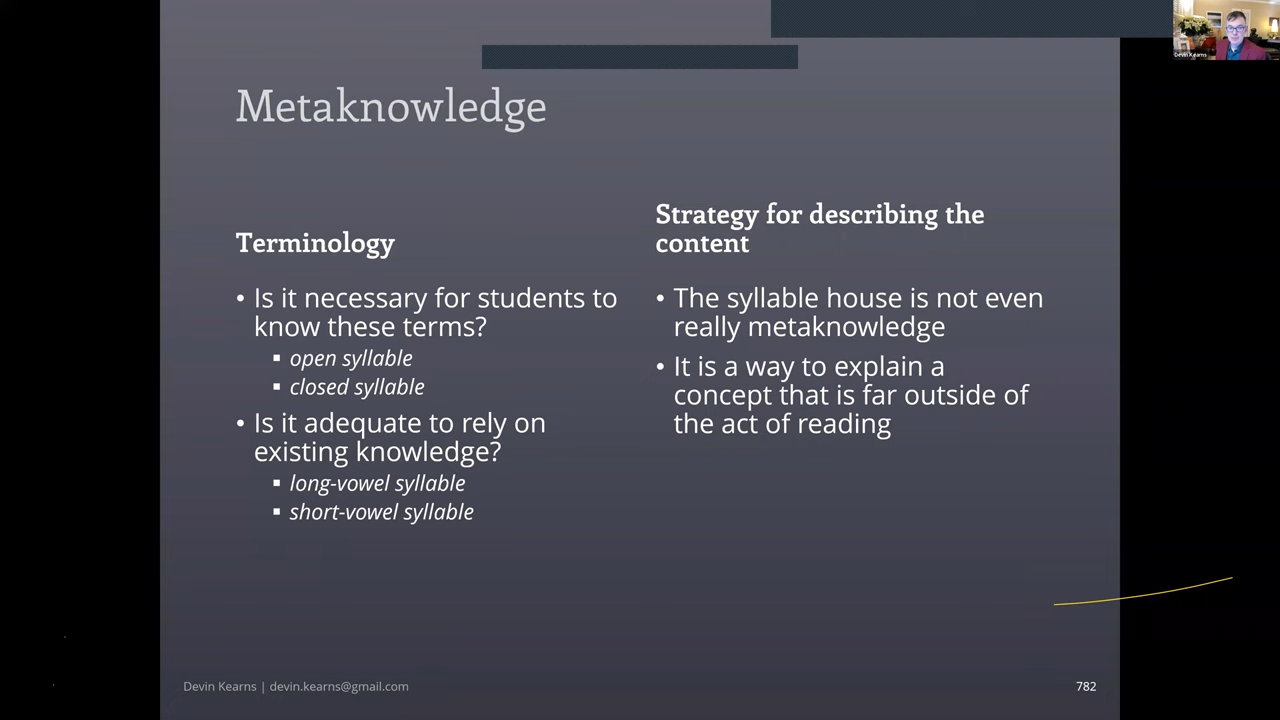 Devin Kearns
Metaknowledge
Terminology
• Is it necessary for students to
know these terms?
▪ open syllable
▪ closed syllable
• Is it adequate to rely on
existing knowledge?
▪ long-vowel syllable
▪ short-vowel syllable
Strategy for describing the
content
• The syllable house is not even
really metaknowledge
• It is a way to explain a
concept that is far outside of
the act of reading
Devin Kearns | devin.kearns@gmail.com
782